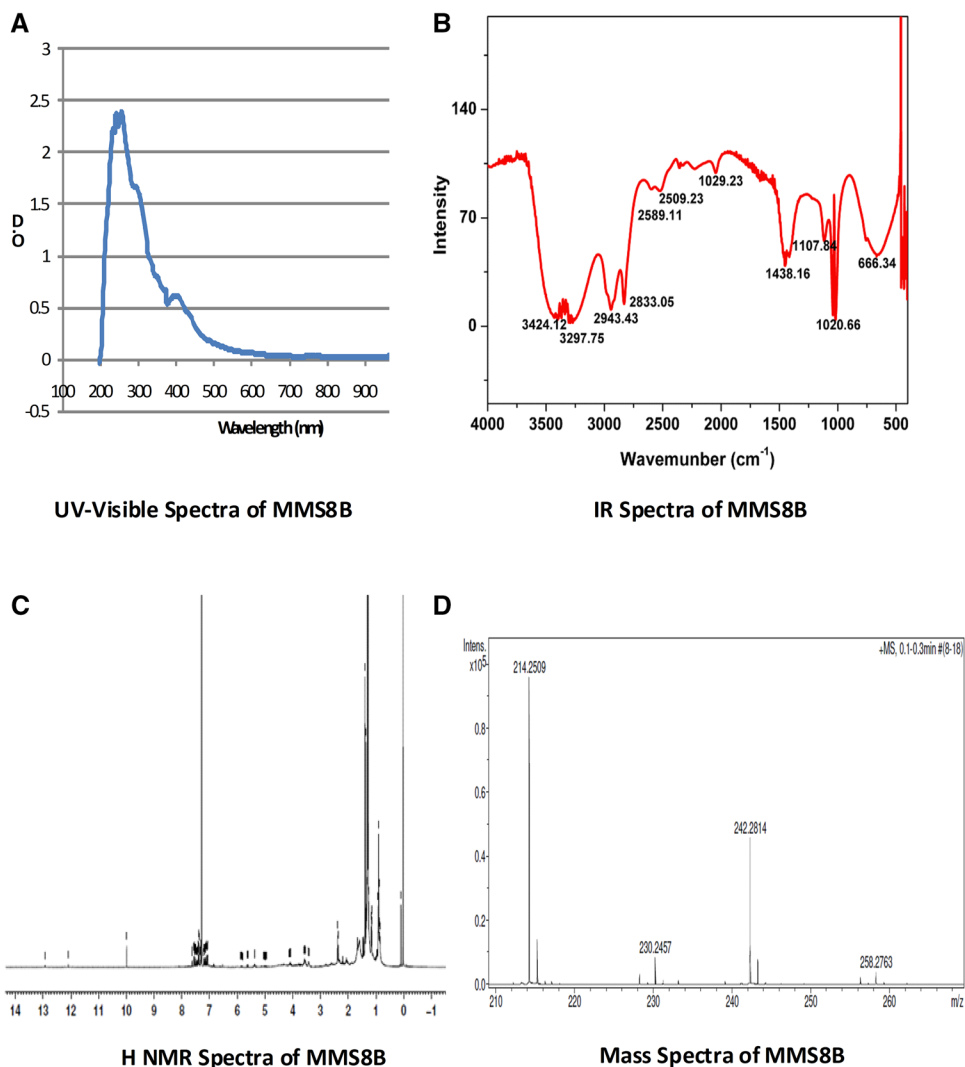 A
3
2.5
2
1.5
1
0.5
0
-0.5
O.D
100 200 300 400 500 600 700 800 900
Wavelength (nm)
UV-Visible Spectra of MMS8B
B
140
70
0
Intensity
1029.23
2509.23
2589.11
1107.84
1438.16
666.34
2833.05
3424.12
2943.43
1020.66
3297.75
4000 3500 3000 2500 2000 1500 1000 500
Wavemunber (cm-1)
IR Spectra of MMS8B
C
14 13 12 11 10 9 8 7 6 5 4 3 2 1 0 -1
H NMR Spectra of MMS8B
D
Intens.
x10^5
+MS, 0.1-0.3min #(8-18)
214.2509
0.8
0.6
242.2814
0.4
0.2
230.2457
258.2763
0.0
210 220 230 240 250 260 m/z
Mass Spectra of MMS8B